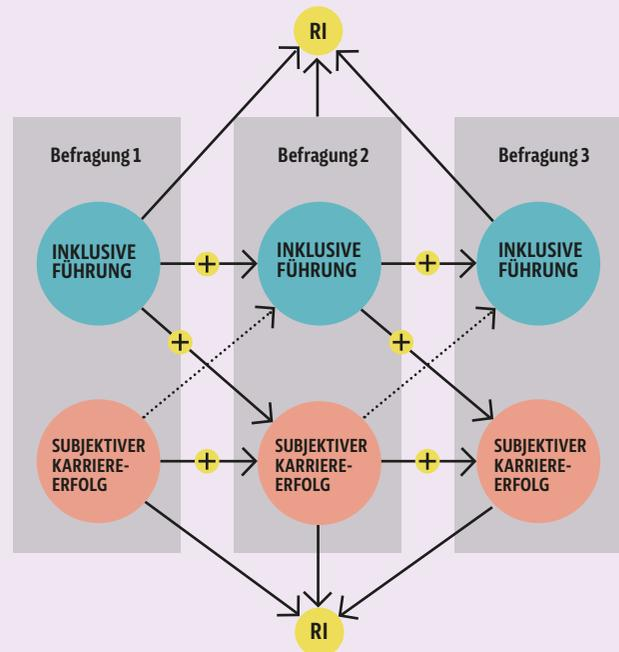 RI
Befragung 1
Befragung 2
Befragung 3
INKLUSIVE
FÜHRUNG
+
INKLUSIVE
FÜHRUNG
+
INKLUSIVE
FÜHRUNG
+
+
SUBJEKTIVER
KARRIERE-
ERFOLG
+
SUBJEKTIVER
KARRIERE-
ERFOLG
+
SUBJEKTIVER
KARRIERE-
ERFOLG
RI